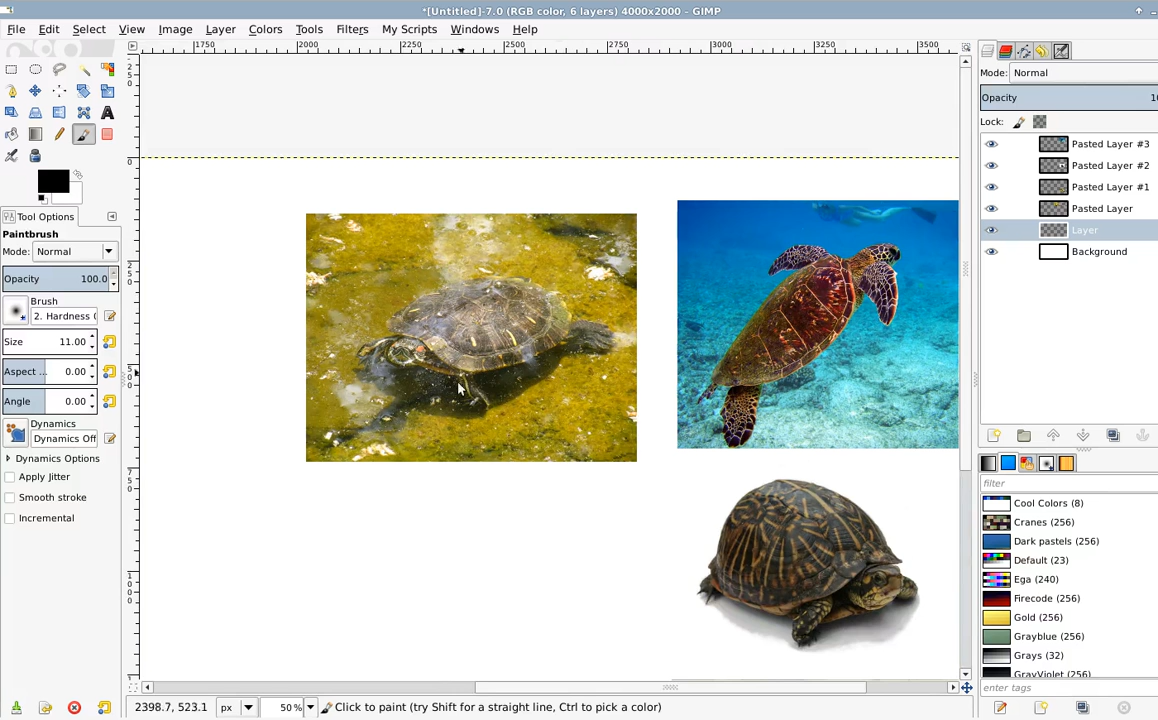 *[Untitled]-7.0 (RGB color, 6 layers) 4000x2000 – GIMP
File Edit Select View Image Layer Colors Tools Filters My Scripts Windows Help
1750 2000 2250 2500 2750 3000 3250 3500
Mode: Normal
Opacity
Lock:
Pasted Layer #3
Pasted Layer #2
Pasted Layer #1
Pasted Layer
Layer
Background
Tool Options
Paintbrush
Mode: Normal
Opacity 100.0
Brush
2. Hardness (
Size 11.00
Aspect ... 0.00
Angle 0.00
Dynamics
Dynamics Off
Dynamics Options
Apply Jitter
Smooth stroke
Incremental
filter
Cool Colors (8)
Cranes (256)
Dark pastels (256)
Default (23)
Ega (240)
Firecode (256)
Gold (256)
Grayblue (256)
Grays (32)
GrayViolet (256)
enter tags
2398.7, 523.1 px 50% Click to paint (try Shift for a straight line, Ctrl to pick a color)